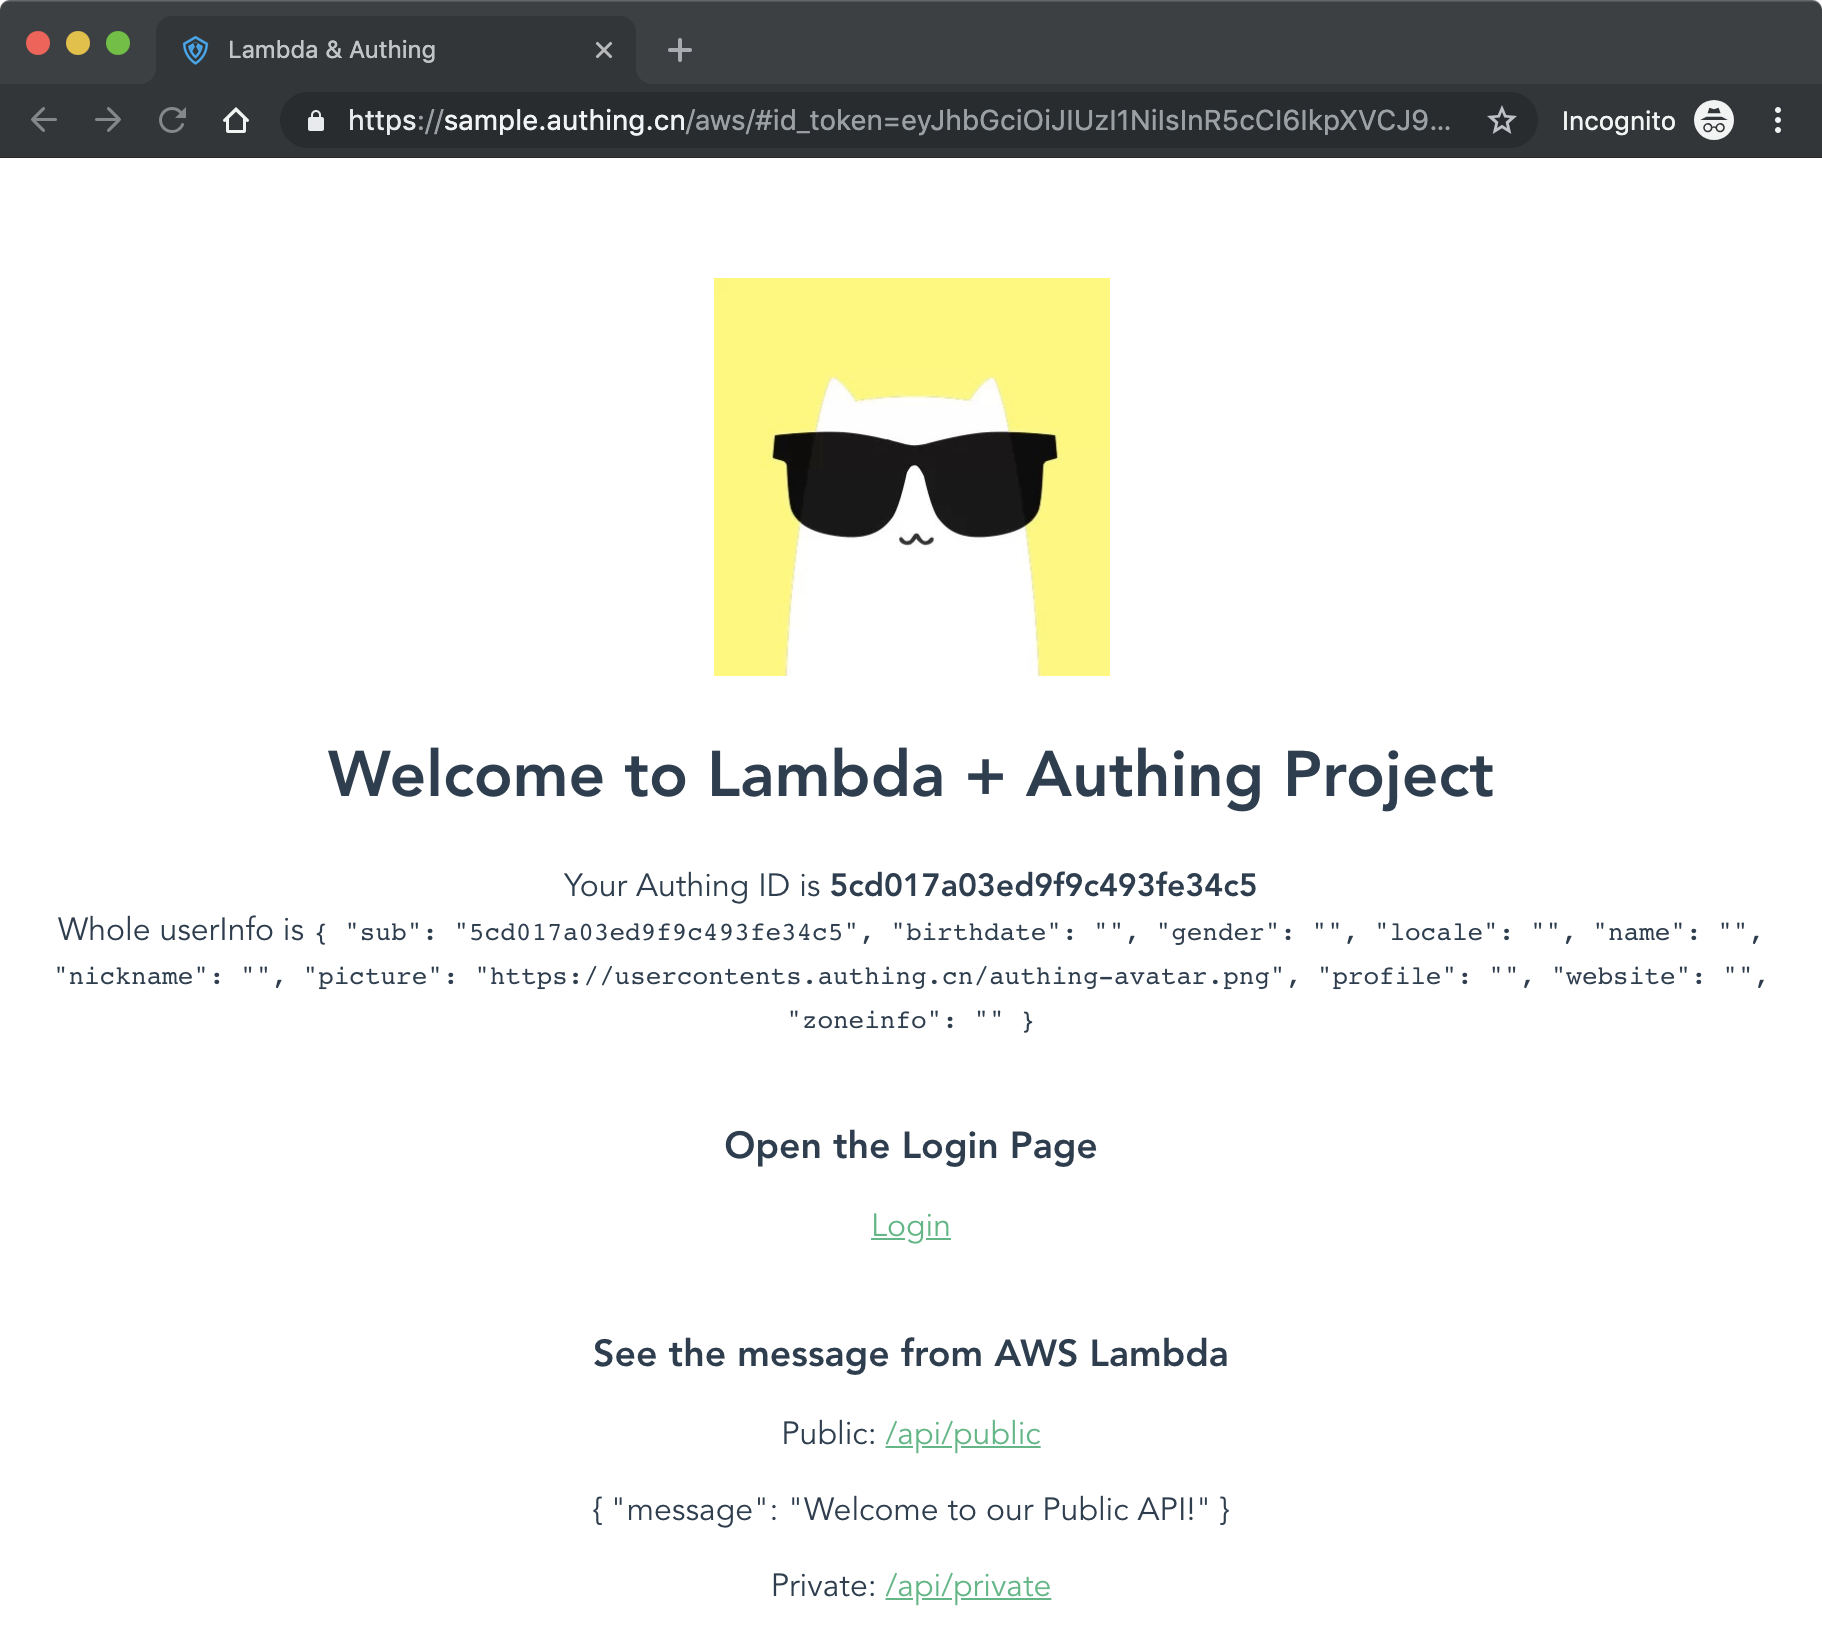 Lambda & Authing
https://sample.authing.cn/aws/#id_token=eyJhbGciOiJIUzI1NiIsInR5cCI6IkpXVCJ9...
Incognito
Welcome to Lambda + Authing Project
Your Authing ID is 5cd017a03ed9f9c493fe34c5
Whole userInfo is { "sub": "5cd017a03ed9f9c493fe34c5", "birthdate": "", "gender": "", "locale": "", "name": "",
"nickname": "", "picture": "https://usercontents.authing.cn/authing-avatar.png", "profile": "", "website": "",
"zoneinfo": "" }
Open the Login Page
Login
See the message from AWS Lambda
Public: /api/public
{ "message": "Welcome to our Public API!" }
Private: /api/private